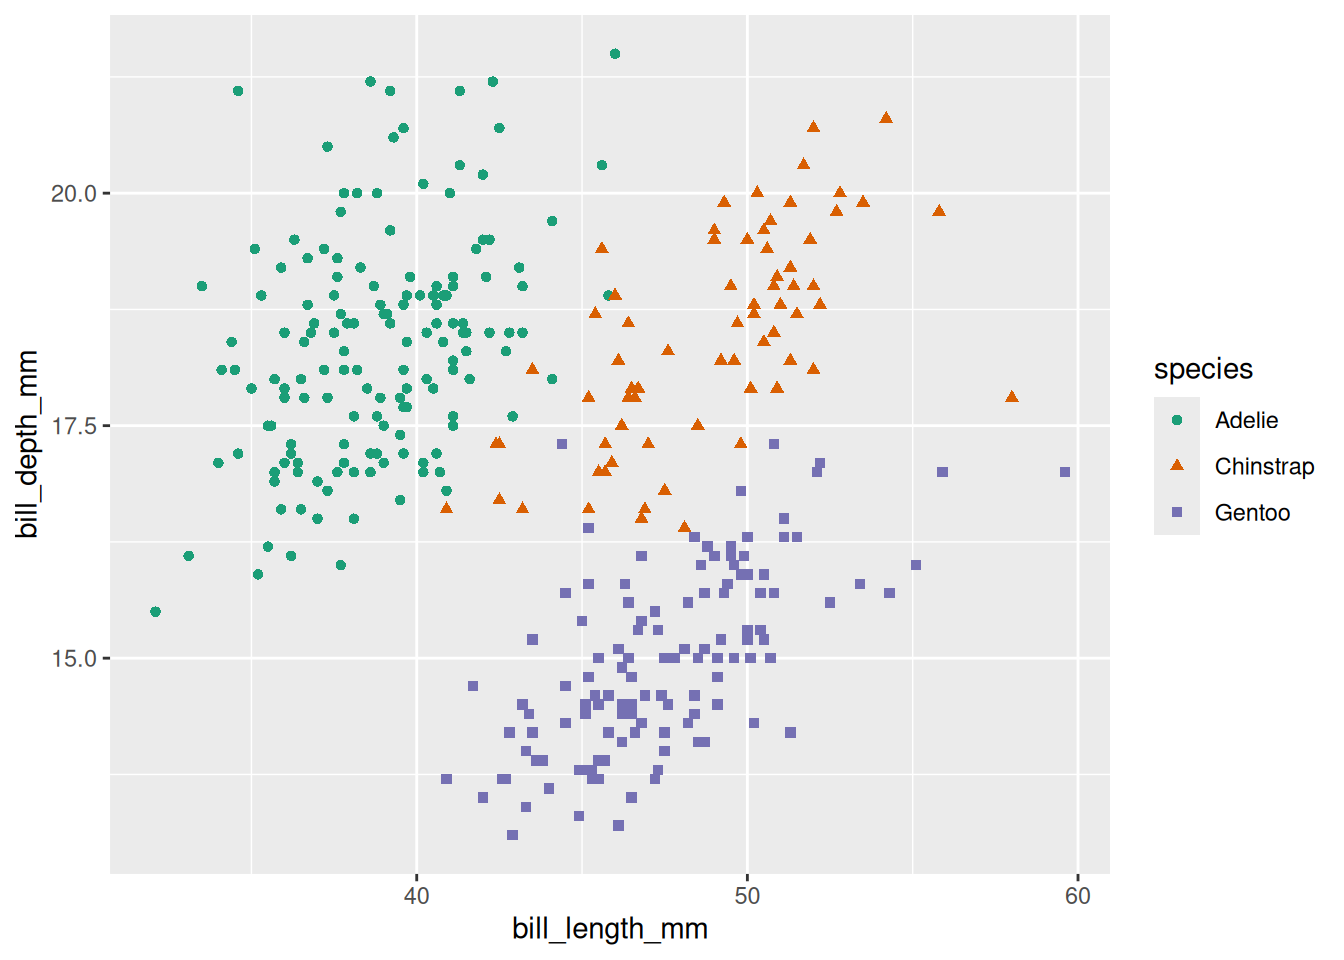 20.0
17.5
15.0
bill_depth_mm
40 50 60
bill_length_mm
species
Adelie
Chinstrap
Gentoo